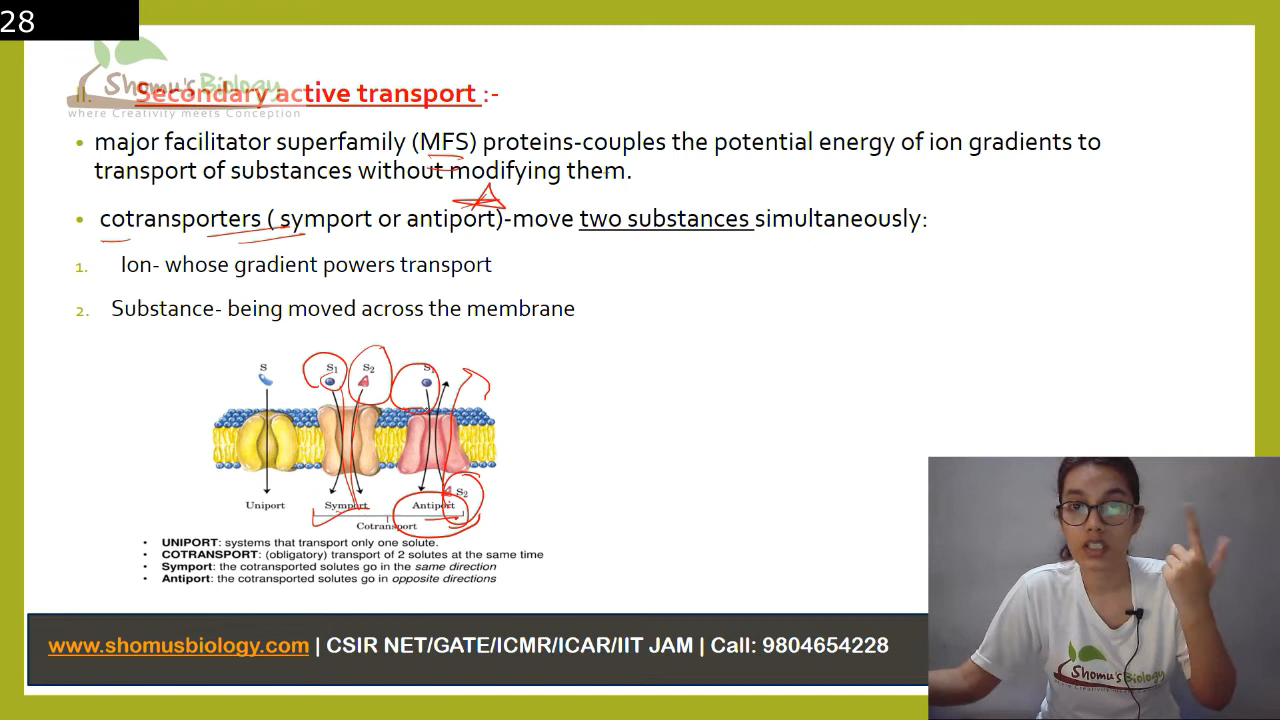 28
Shomu's Biology
where Creativity meets Conception
II. Secondary active transport :-
• major facilitator superfamily (MFS) proteins-couples the potential energy of ion gradients to
transport of substances without modifying them.
• cotransporters ( symport or antiport)-move two substances simultaneously:
1. Ion- whose gradient powers transport
2. Substance- being moved across the membrane
S S1 S2 S1
S2
Uniport Symport Antiport
Cotransport
• UNIPORT: systems that transport only one solute.
• COTRANSPORT: (obligatory) transport of 2 solutes at the same time
• Symport: the cotransported solutes go in the same direction
• Antiport: the cotransported solutes go in opposite directions
www.shomusbiology.com | CSIR NET/GATE/ICMR/ICAR/IIT JAM | Call: 9804654228
Shomu's Biology
where Creativity meets Conception